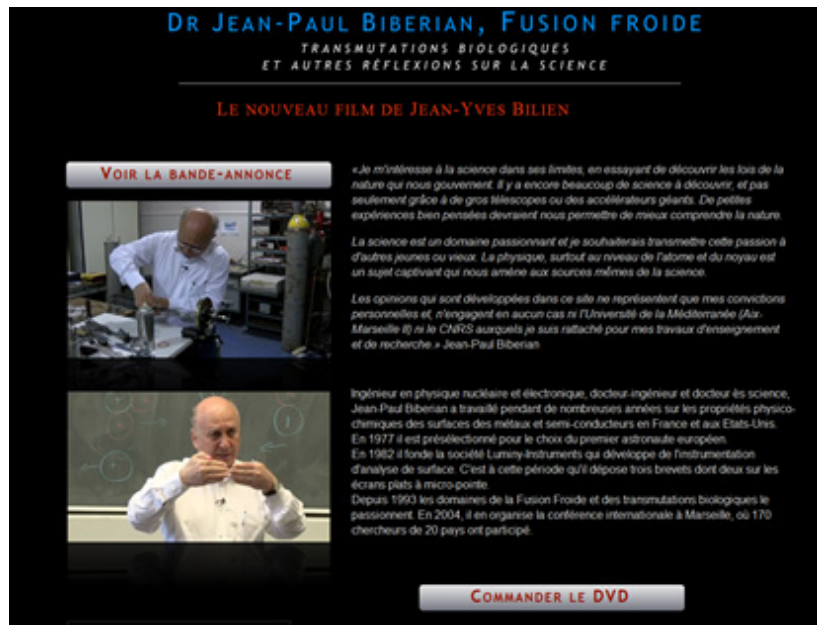 DR JEAN-PAUL BIBERIAN, FUSION FROIDE
TRANSMUTATIONS BIOLOGIQUES
ET AUTRES RÉFLEXIONS SUR LA SCIENCE
LE NOUVEAU FILM DE JEAN-YVES BILIEN
VOIR LA BANDE-ANNONCE
«Je m'intéresse à la science dans ses limites, en essayant de découvrir les lois de la
nature qui nous gouvernent. Il y a encore beaucoup de science à découvrir, et pas
seulement grâce à de gros télescopes ou des accélérateurs géants. De petites
expériences bien pensées devraient nous permettre de mieux comprendre la nature.
La science est un domaine passionnant et je souhaiterais transmettre cette passion à
d'autres jeunes ou vieux. La physique, surtout au niveau de l'atome et du noyau est
un sujet captivant qui nous amène aux sources mêmes de la science.
Les opinions qui sont développées dans ce site ne représentent que mes convictions
personnelles et, n'engagent en aucun cas ni l'Université de la Méditerranée (Aix-
Marseille II) ni le CNRS auxquels je suis rattaché pour mes travaux d'enseignement
et de recherche.» Jean-Paul Biberian
Ingénieur en physique nucléaire et électronique, docteur-ingénieur et docteur ès science,
Jean-Paul Biberian a travaillé pendant de nombreuses années sur les propriétés physico-
chimiques des surfaces des métaux et semi-conducteurs en France et aux Etats-Unis.
En 1977 il est présélectionné pour le choix du premier astronaute européen.
En 1982 il fonde la société Luminy-Instruments qui développe de l'instrumentation
d'analyse de surface. C'est à cette période qu'il dépose trois brevets dont deux sur les
écrans plats à micro-pointe.
Depuis 1993 les domaines de la Fusion Froide et des transmutations biologiques le
passionnent. En 2004, il en organise la conférence internationale à Marseille, où 170
chercheurs de 20 pays ont participé.
COMMANDER LE DVD